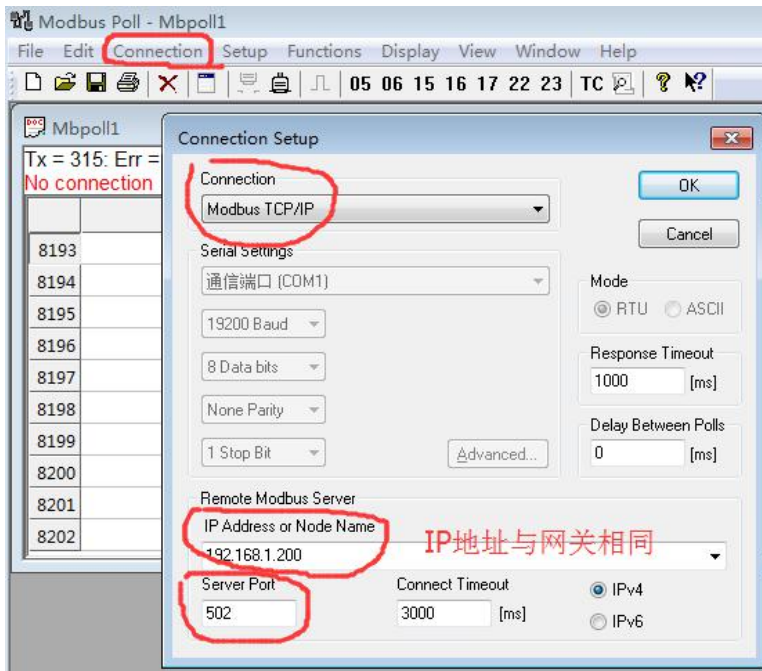 Modbus Poll - Mbpoll1
File Edit Connection Setup Functions Display View Window Help
05 06 15 16 17 22 23 TC
Mbpoll1
Tx = 315: Err =
No connection
8193
8194
8195
8196
8197
8198
8199
8200
8201
8202
Connection Setup
Connection
Modbus TCP/IP
OK
Cancel
Serial Settings
通信端口 (COM1)
19200 Baud
8 Data bits
None Parity
1 Stop Bit
Advanced...
Mode
RTU ASCII
Response Timeout
1000 [ms]
Delay Between Polls
0 [ms]
Remote Modbus Server
IP Address or Node Name
192.168.1.200
IP地址与网关相同
Server Port
502
Connect Timeout
3000 [ms]
IPv4
IPv6